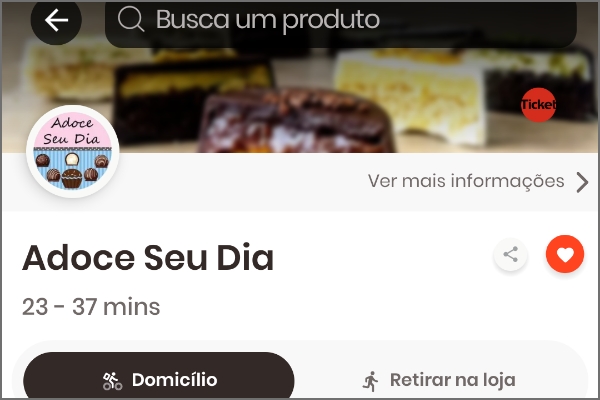 Busca um produto
Ticket
Adoce
Seu Dia
Ver mais informações
Adoce Seu Dia
23 - 37 mins
Domicílio
Retirar na loja